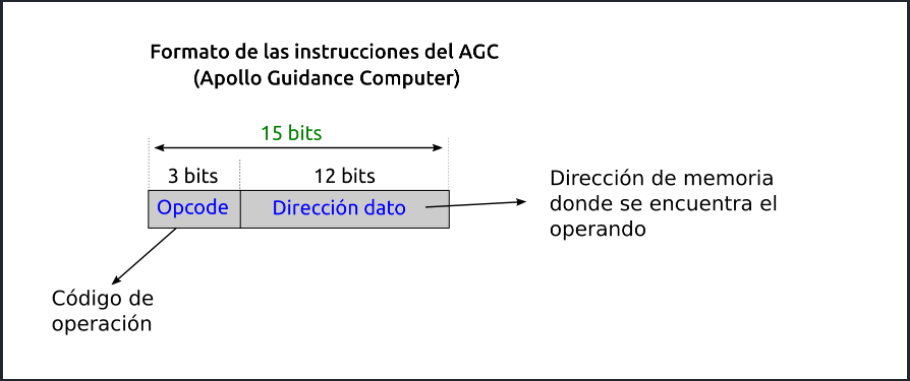 Formato de las instrucciones del AGC
(Apollo Guidance Computer)
15 bits
3 bits
12 bits
Opcode
Dirección dato
Dirección de memoria
donde se encuentra el
operando
Código de
operación